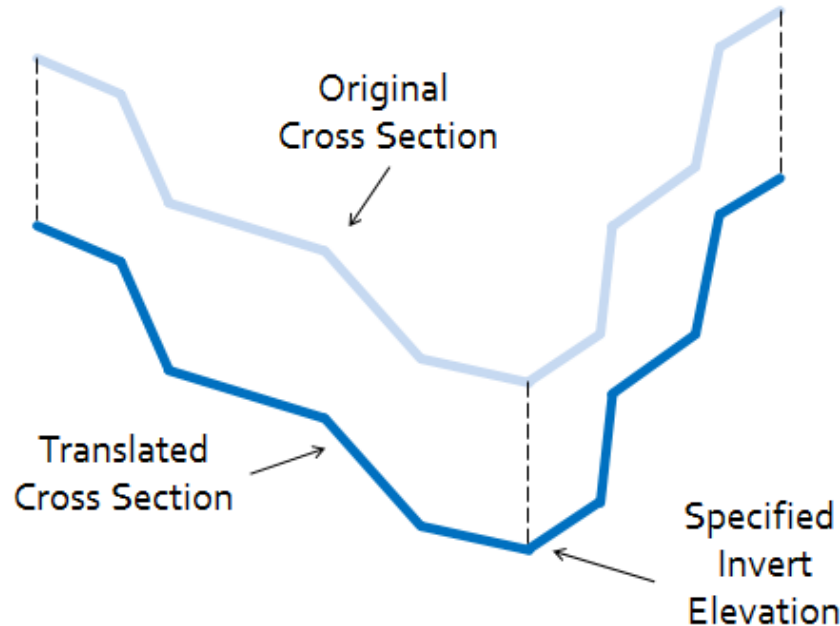 Original
Cross Section
Translated
Cross Section
Specified
Invert
Elevation